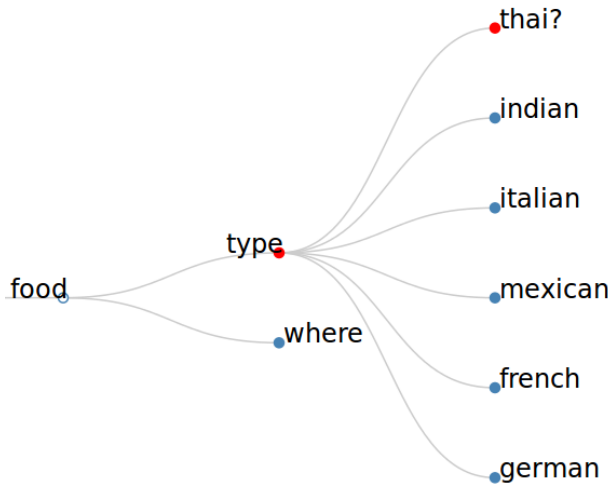 food
type
where
thai?
indian
italian
mexican
french
german